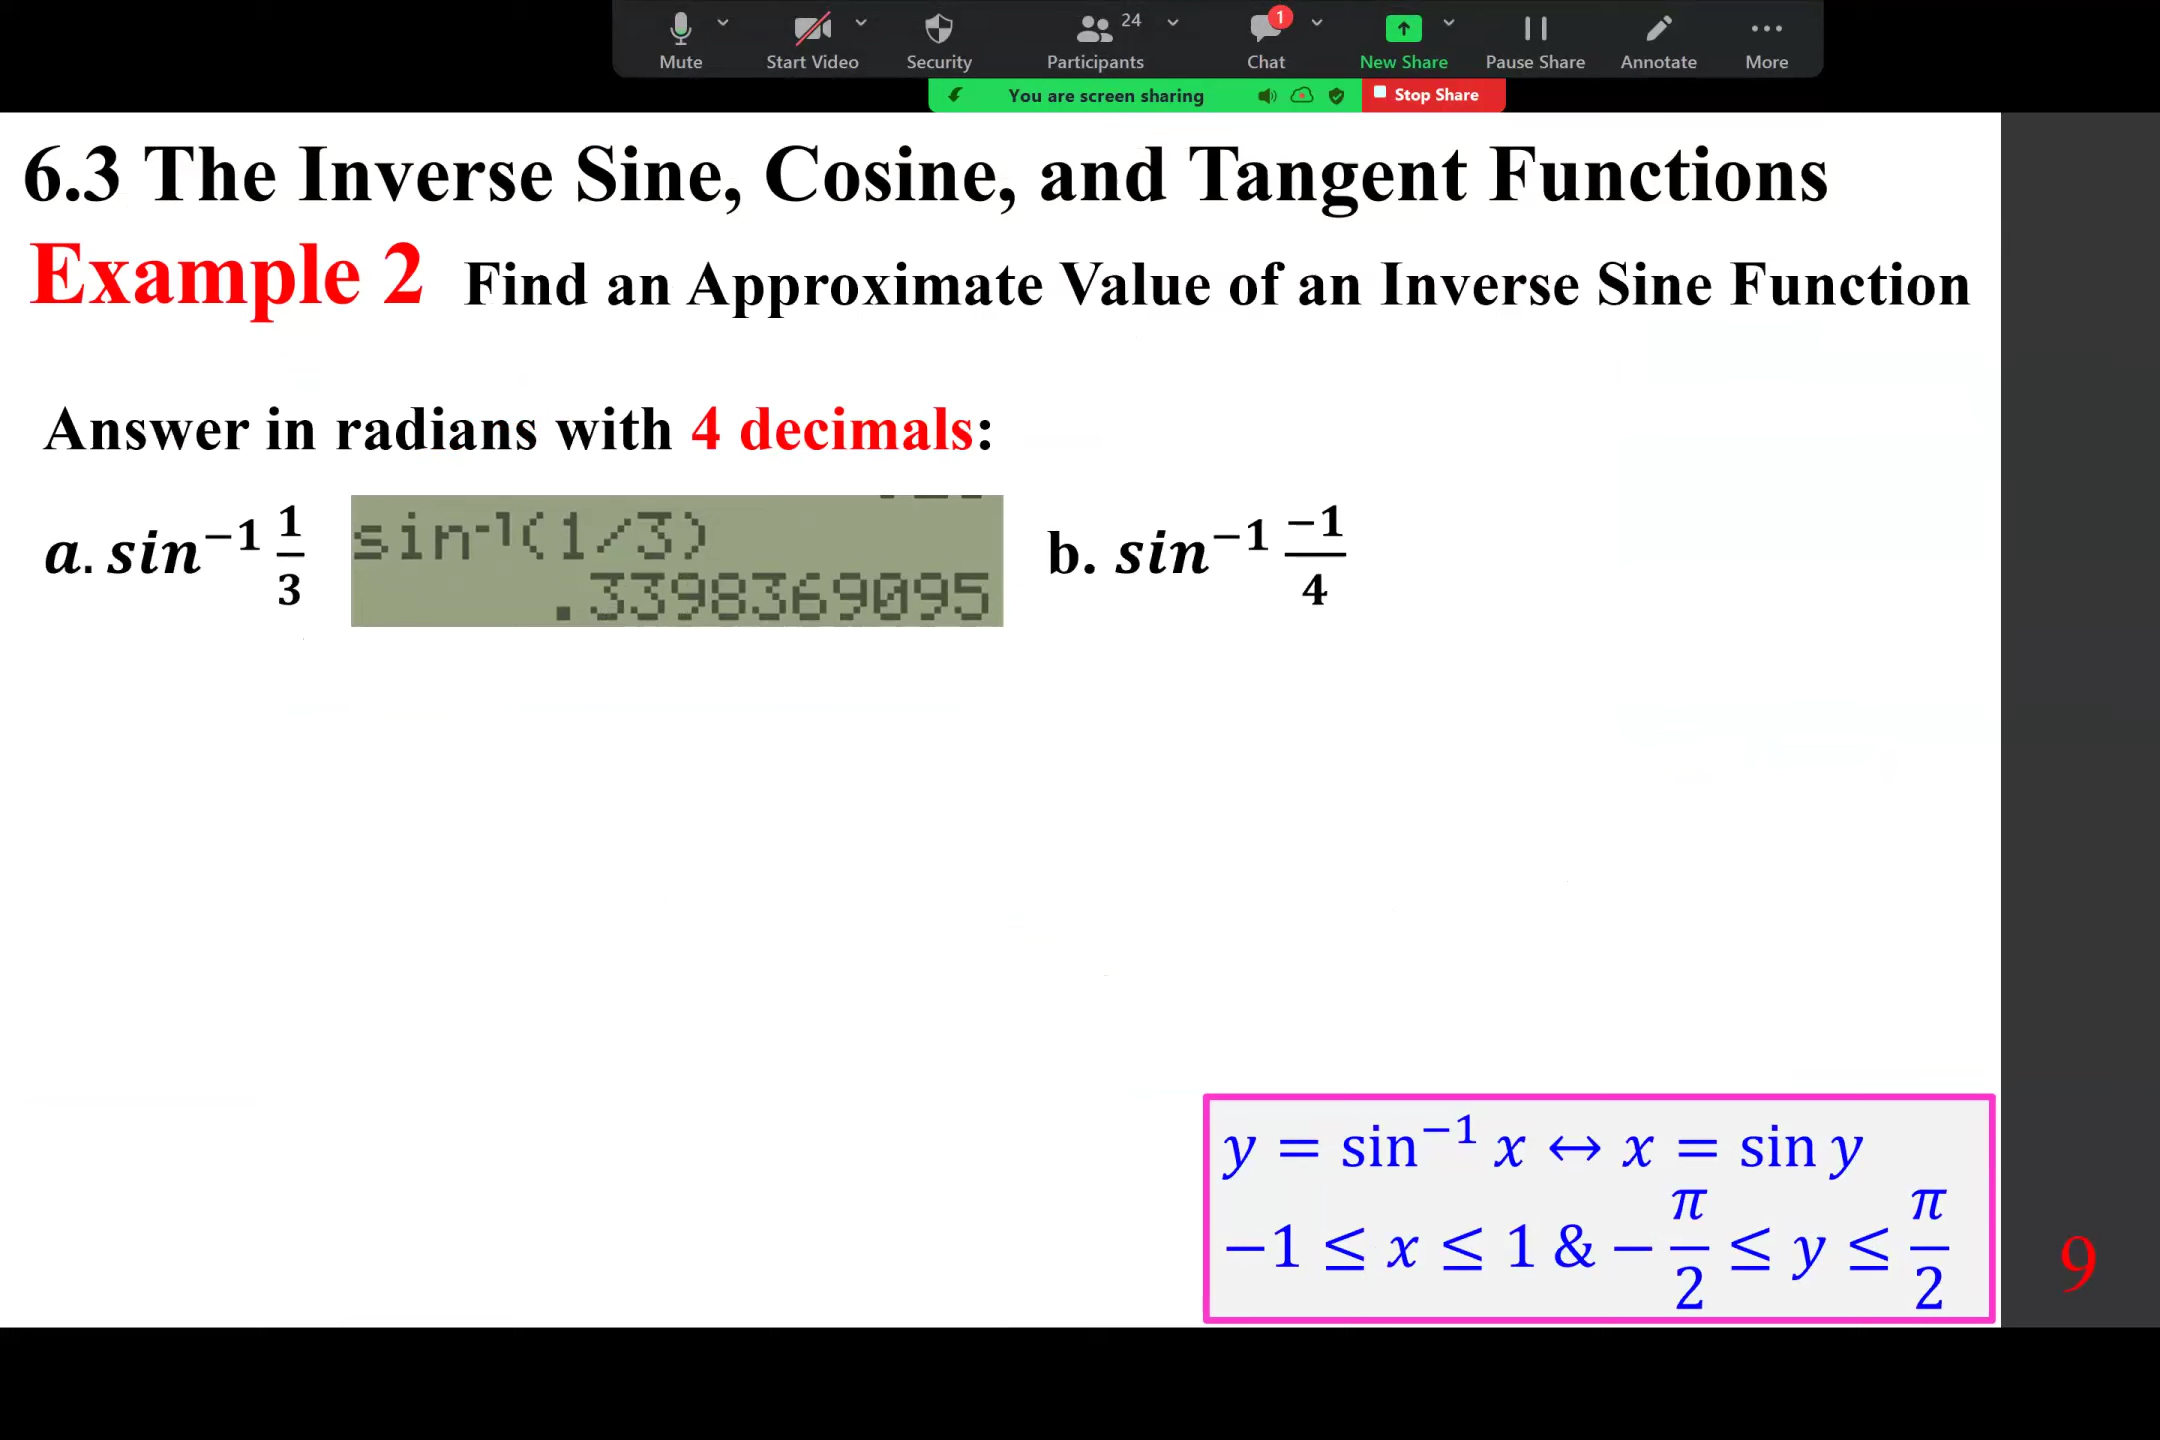 Mute
Start Video
Security
24
Participants
1
Chat
New Share
Pause Share
Annotate
More
You are screen sharing
Stop Share
6.3 The Inverse Sine, Cosine, and Tangent Functions
Example 2 Find an Approximate Value of an Inverse Sine Function
Answer in radians with 4 decimals:
a. sin⁻¹ 1/3
sin⁻¹(1/3)
.3398369095
b. sin⁻¹ −1/4
y = sin⁻¹ x ↔ x = sin y
−1 ≤ x ≤ 1 & − π/2 ≤ y ≤ π/2
9